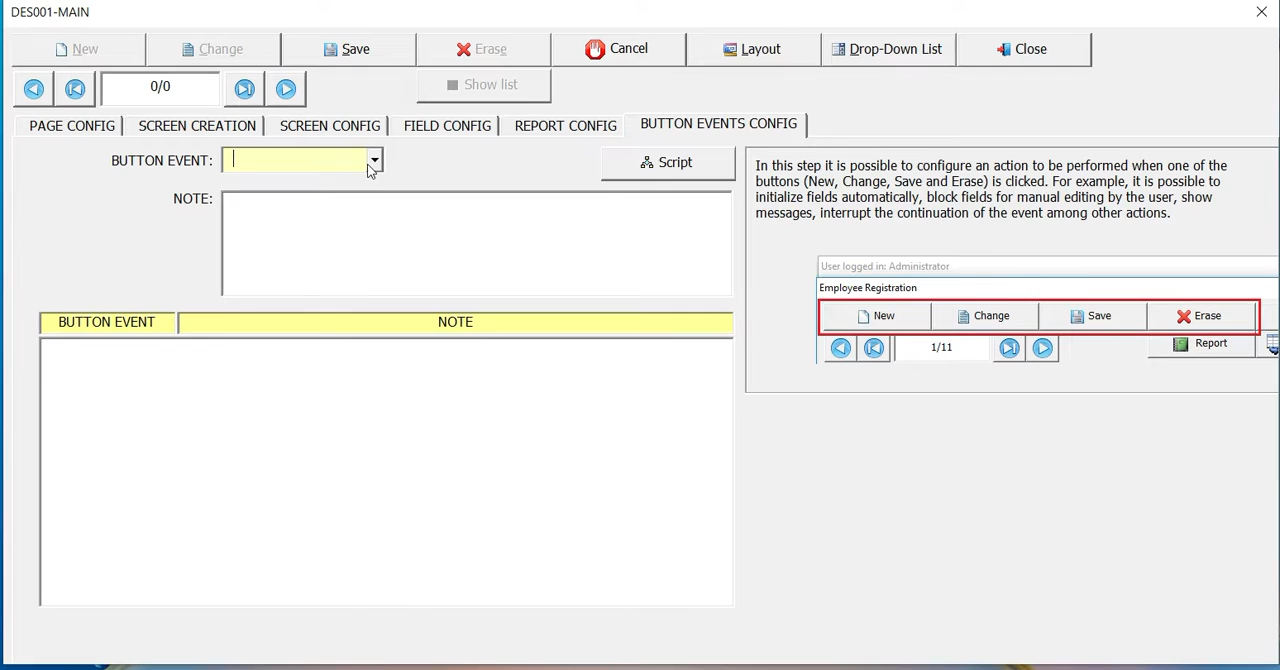 DES001-MAIN
New
Change
Save
Erase
Cancel
Layout
Drop-Down List
Close
0/0
Show list
PAGE CONFIG
SCREEN CREATION
SCREEN CONFIG
FIELD CONFIG
REPORT CONFIG
BUTTON EVENTS CONFIG
BUTTON EVENT:
Script
NOTE:
BUTTON EVENT
NOTE
In this step it is possible to configure an action to be performed when one of the
buttons (New, Change, Save and Erase) is clicked. For example, it is possible to
initialize fields automatically, block fields for manual editing by the user, show
messages, interrupt the continuation of the event among other actions.
User logged in: Administrator
Employee Registration
New
Change
Save
Erase
1/11
Report